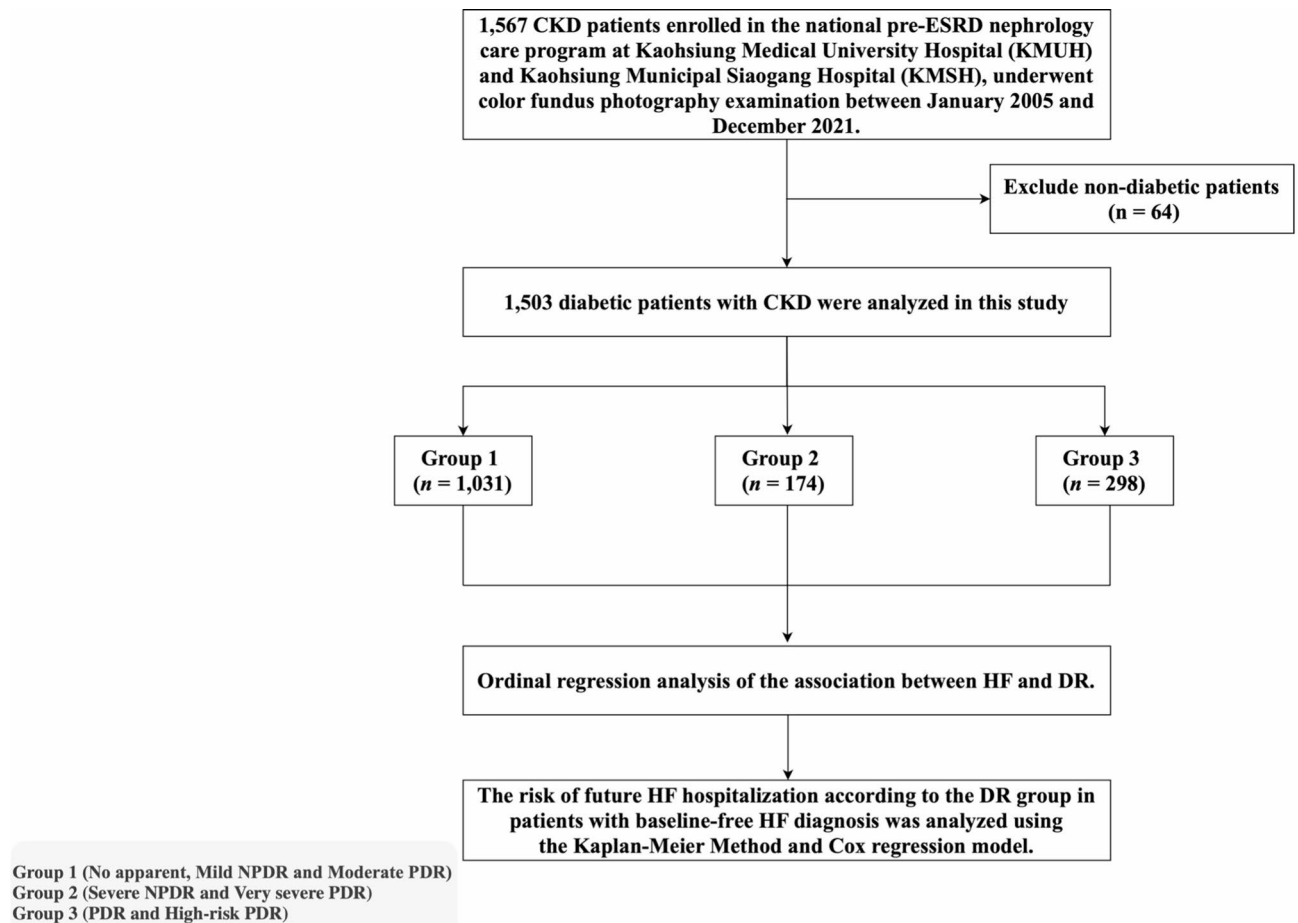 1,567 CKD patients enrolled in the national pre-ESRD nephrology
care program at Kaohsiung Medical University Hospital (KMUH)
and Kaohsiung Municipal Siaogang Hospital (KMSH), underwent
color fundus photography examination between January 2005 and
December 2021.
Exclude non-diabetic patients
(n = 64)
1,503 diabetic patients with CKD were analyzed in this study
Group 1
(n = 1,031)
Group 2
(n = 174)
Group 3
(n = 298)
Ordinal regression analysis of the association between HF and DR.
The risk of future HF hospitalization according to the DR group in
patients with baseline-free HF diagnosis was analyzed using
the Kaplan-Meier Method and Cox regression model.
Group 1 (No apparent, Mild NPDR and Moderate PDR)
Group 2 (Severe NPDR and Very severe PDR)
Group 3 (PDR and High-risk PDR)